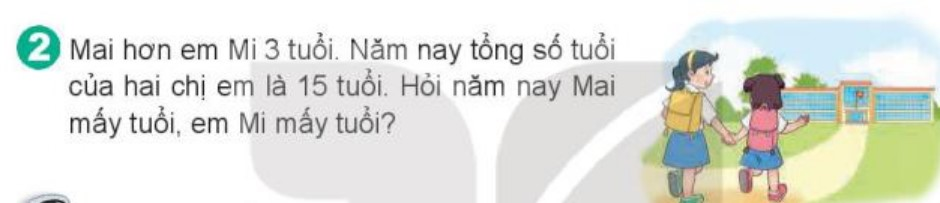 2 Mai hơn em Mi 3 tuổi. Năm nay tổng số tuổi
của hai chị em là 15 tuổi. Hỏi năm nay Mai
mấy tuổi, em Mi mấy tuổi?